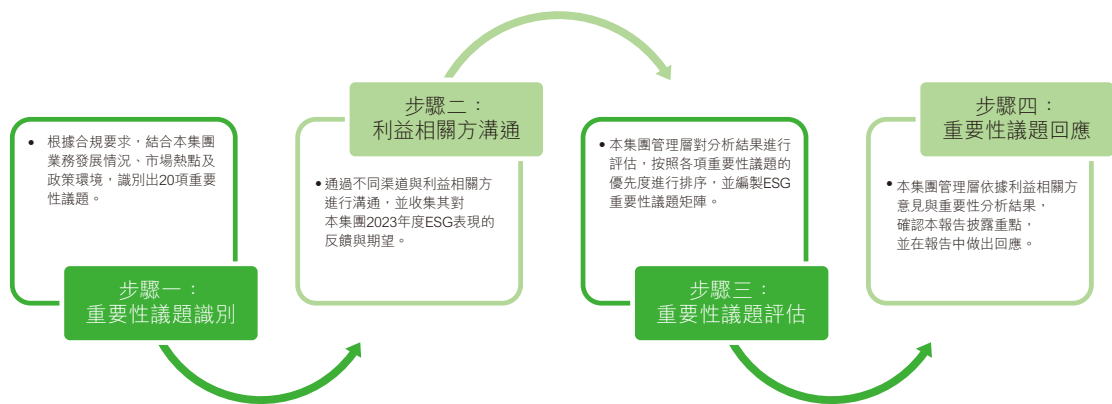 步驟一：
重要性議題識別
• 根據合規要求，結合本集團
業務發展情況、市場熱點及
政策環境，識別出20項重要
性議題。
步驟二：
利益相關方溝通
•通過不同渠道與利益相關方
進行溝通，並收集其對
本集團2023年度ESG表現的
反饋與期望。
步驟三：
重要性議題評估
•本集團管理層對分析結果進行
評估，按照各項重要性議題的
優先度進行排序，並編製ESG
重要性議題矩陣。
步驟四：
重要性議題回應
•本集團管理層依據利益相關方
意見與重要性分析結果，
確認本報告披露重點，
並在報告中做出回應。